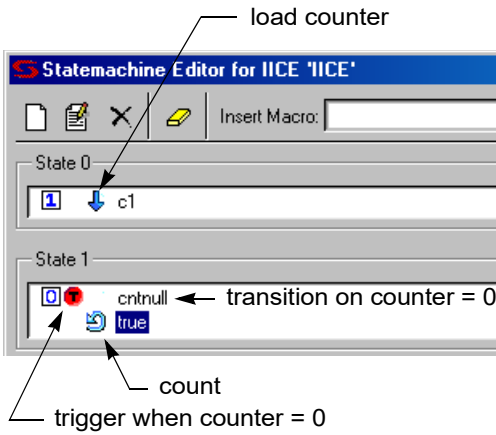 load counter
Statemachine Editor for IICE 'IICE'
Insert Macro:
State 0
1 c1
State 1
0 T cntnull transition on counter = 0
true
count
trigger when counter = 0